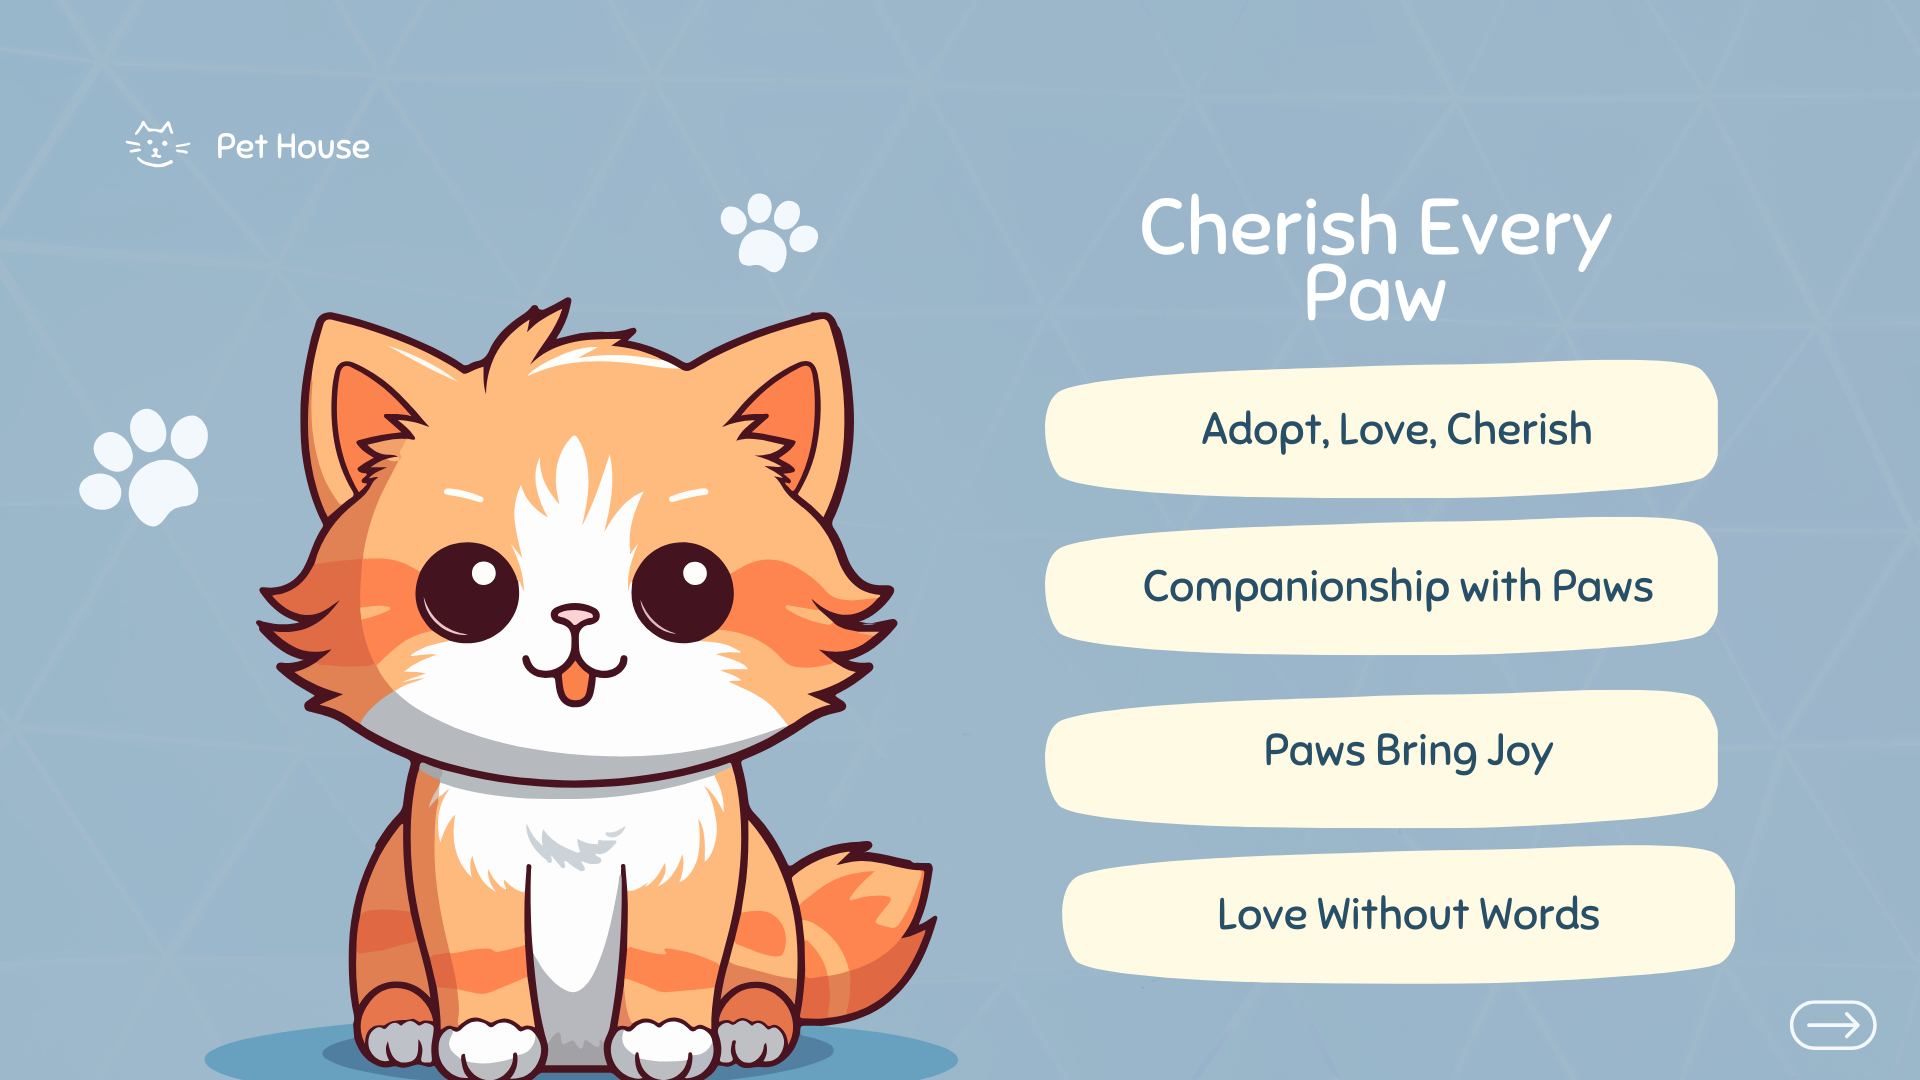 Pet House
Cherish Every
Paw
Adopt, Love, Cherish
Companionship with Paws
Paws Bring Joy
Love Without Words